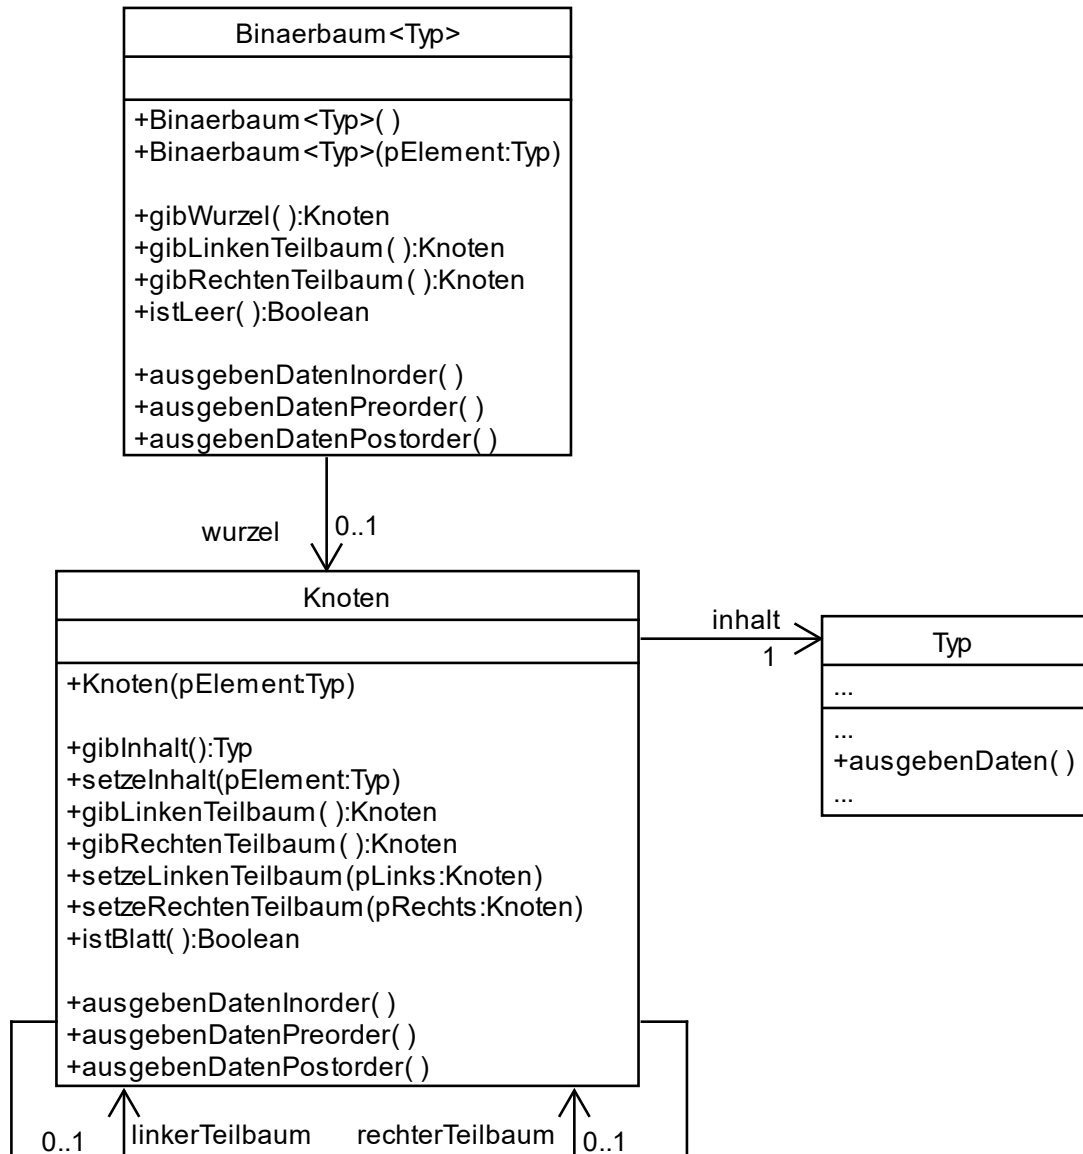 Binaerbaum<Typ>
+Binaerbaum<Typ>( )
+Binaerbaum<Typ>(pElement:Typ)
+gibWurzel( ):Knoten
+gibLinkenTeilbaum( ):Knoten
+gibRechtenTeilbaum( ):Knoten
+istLeer( ):Boolean
+ausgebenDatenInorder( )
+ausgebenDatenPreorder( )
+ausgebenDatenPostorder( )
wurzel
0..1
Knoten
+Knoten(pElement:Typ)
+gibInhalt():Typ
+setzeInhalt(pElement:Typ)
+gibLinkenTeilbaum( ):Knoten
+gibRechtenTeilbaum( ):Knoten
+setzeLinkenTeilbaum(pLinks:Knoten)
+setzeRechtenTeilbaum(pRechts:Knoten)
+istBlatt( ):Boolean
+ausgebenDatenInorder( )
+ausgebenDatenPreorder( )
+ausgebenDatenPostorder( )
inhalt
1
Typ
...
...
+ausgebenDaten( )
...
0..1
linkerTeilbaum
rechterTeilbaum
0..1